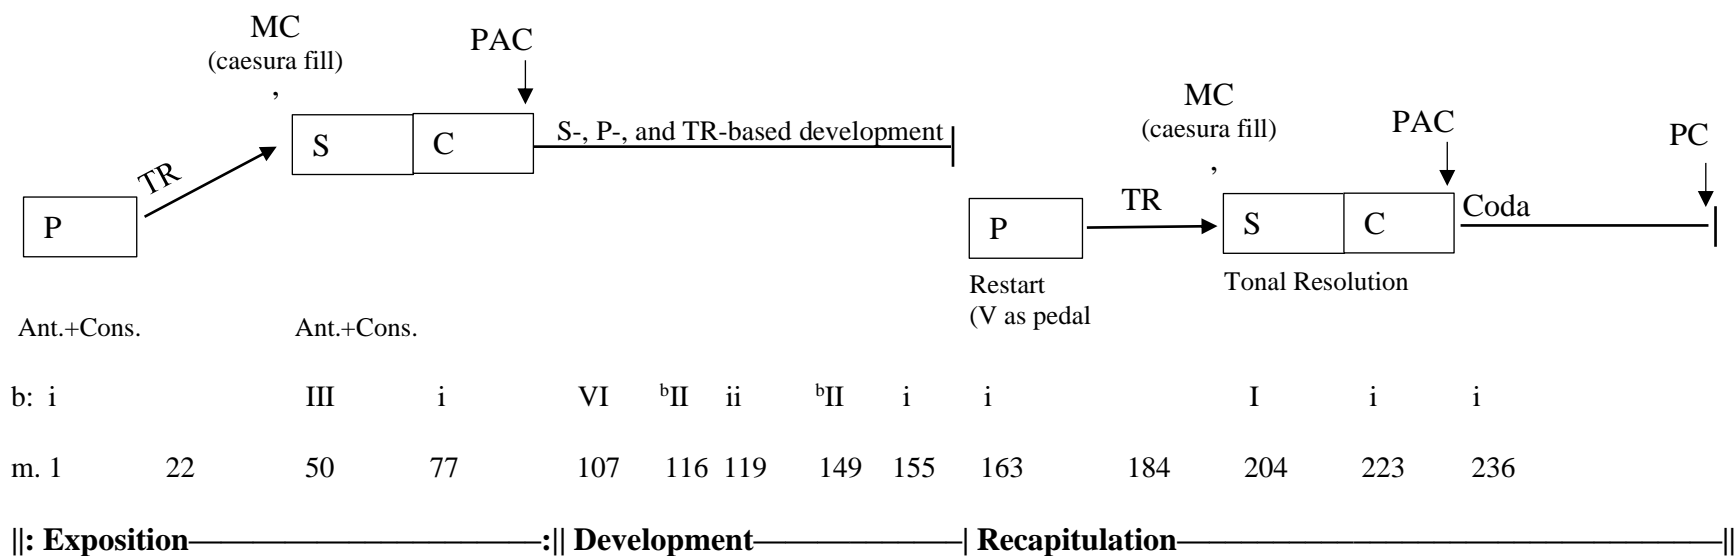 MC
(caesura fill)
,
PAC
S
C
S-, P-, and TR-based development
TR
P
MC
(caesura fill)
,
PAC
PC
P
TR
S
C
Coda
Restart
(V as pedal
Tonal Resolution
Ant.+Cons. Ant.+Cons.
b: i III i VI bII ii bII i i I i i
m. 1 22 50 77 107 116 119 149 155 163 184 204 223 236
||: Exposition———————————:|| Development———————| Recapitulation—————————————————||